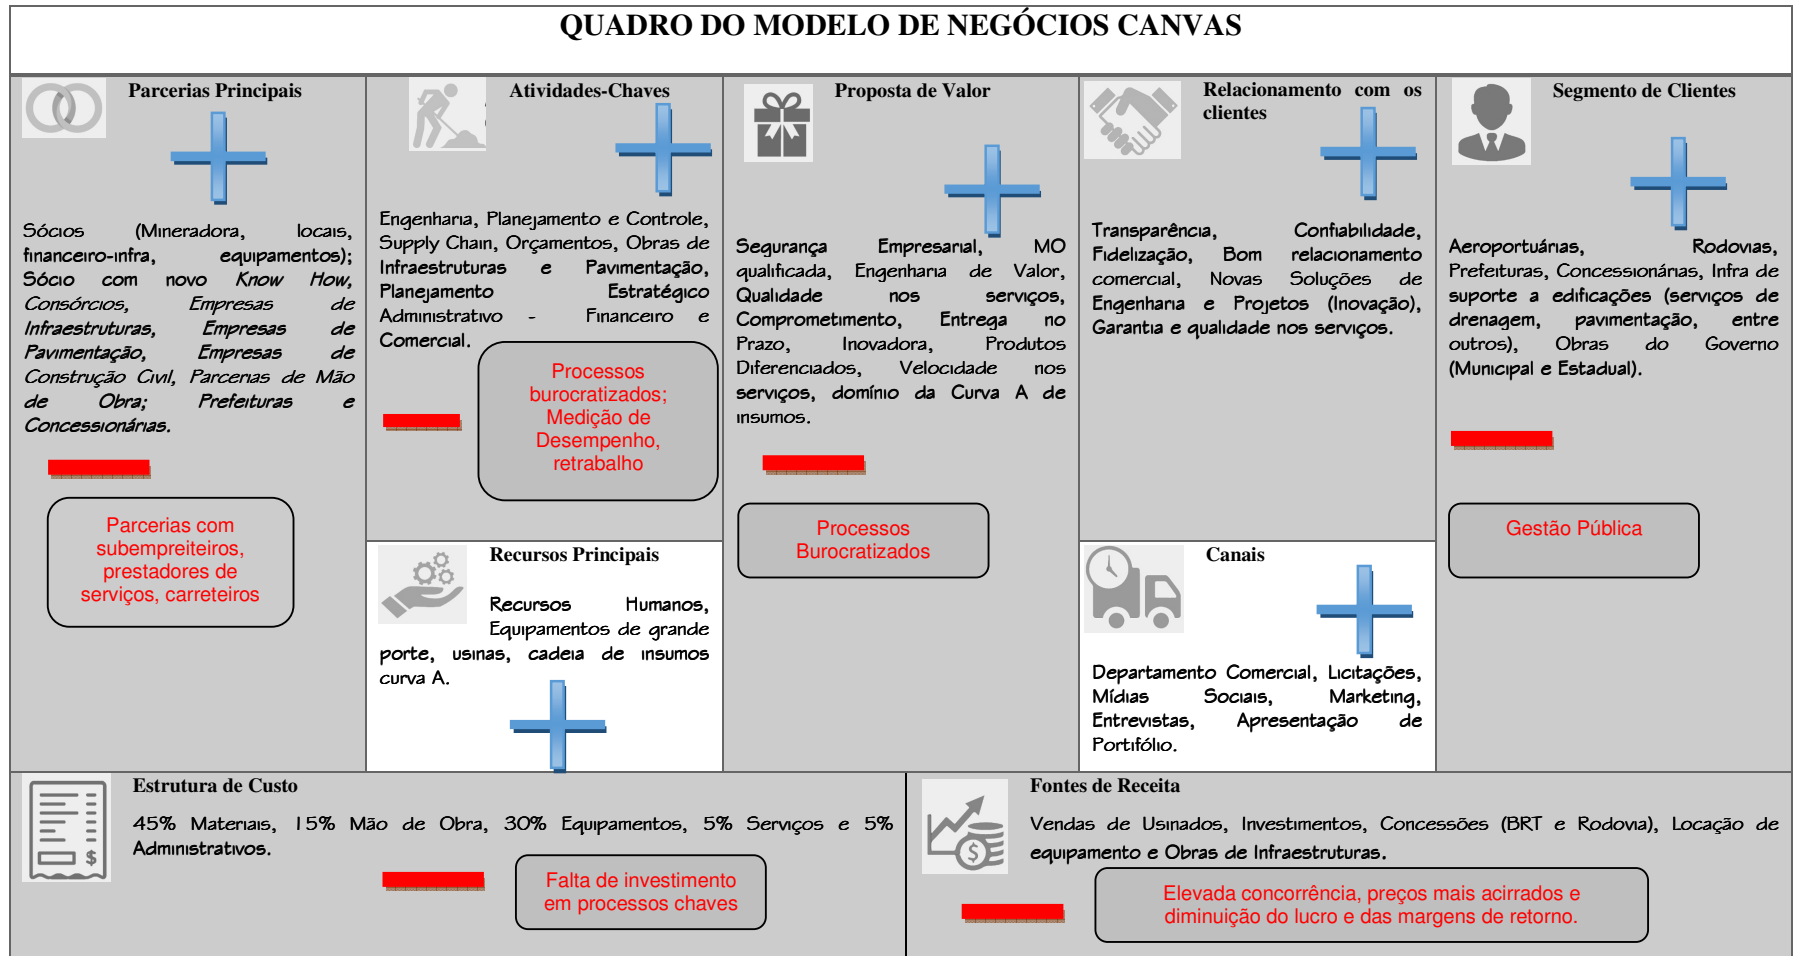 QUADRO DO MODELO DE NEGÓCIOS CANVAS
Parcerias Principais
Sócios (Mineradora, locais,
financeiro-infra, equipamentos);
Sócio com novo Know How,
Consórcios, Empresas de
Infraestruturas, Empresas de
Pavimentação, Empresas de
Construção Civil, Parcerias de Mão
de Obra; Prefeituras e
Concessionárias.
Parcerias com
subempreiteiros,
prestadores de
serviços, carreteiros
Atividades-Chaves
Engenharia, Planejamento e Controle,
Supply Chain, Orçamentos, Obras de
Infraestruturas e Pavimentação,
Planejamento Estratégico
Administrativo - Financeiro e
Comercial.
Processos
burocratizados;
Medição de
Desempenho,
retrabalho
Recursos Principais
Recursos Humanos,
Equipamentos de grande
porte, usinas, cadeia de insumos
curva A.
Proposta de Valor
Segurança Empresarial, MO
qualificada, Engenharia de Valor,
Qualidade nos serviços,
Comprometimento, Entrega no
Prazo, Inovadora, Produtos
Diferenciados, Velocidade nos
serviços, domínio da Curva A de
insumos.
Processos
Burocratizados
Relacionamento com os
clientes
Transparência, Confiabilidade,
Fidelização, Bom relacionamento
comercial, Novas Soluções de
Engenharia e Projetos (Inovação),
Garantia e qualidade nos serviços.
Canais
Departamento Comercial, Licitações,
Mídias Sociais, Marketing,
Entrevistas, Apresentação de
Portifólio.
Segmento de Clientes
Aeroportuárias, Rodovias,
Prefeituras, Concessionárias, Infra de
suporte a edificações (serviços de
drenagem, pavimentação, entre
outros), Obras do Governo
(Municipal e Estadual).
Gestão Pública
Estrutura de Custo
45% Materiais, 15% Mão de Obra, 30% Equipamentos, 5% Serviços e 5%
Administrativos.
Falta de investimento
em processos chaves
Fontes de Receita
Vendas de Usinados, Investimentos, Concessões (BRT e Rodovia), Locação de
equipamento e Obras de Infraestruturas.
Elevada concorrência, preços mais acirrados e
diminuição do lucro e das margens de retorno.